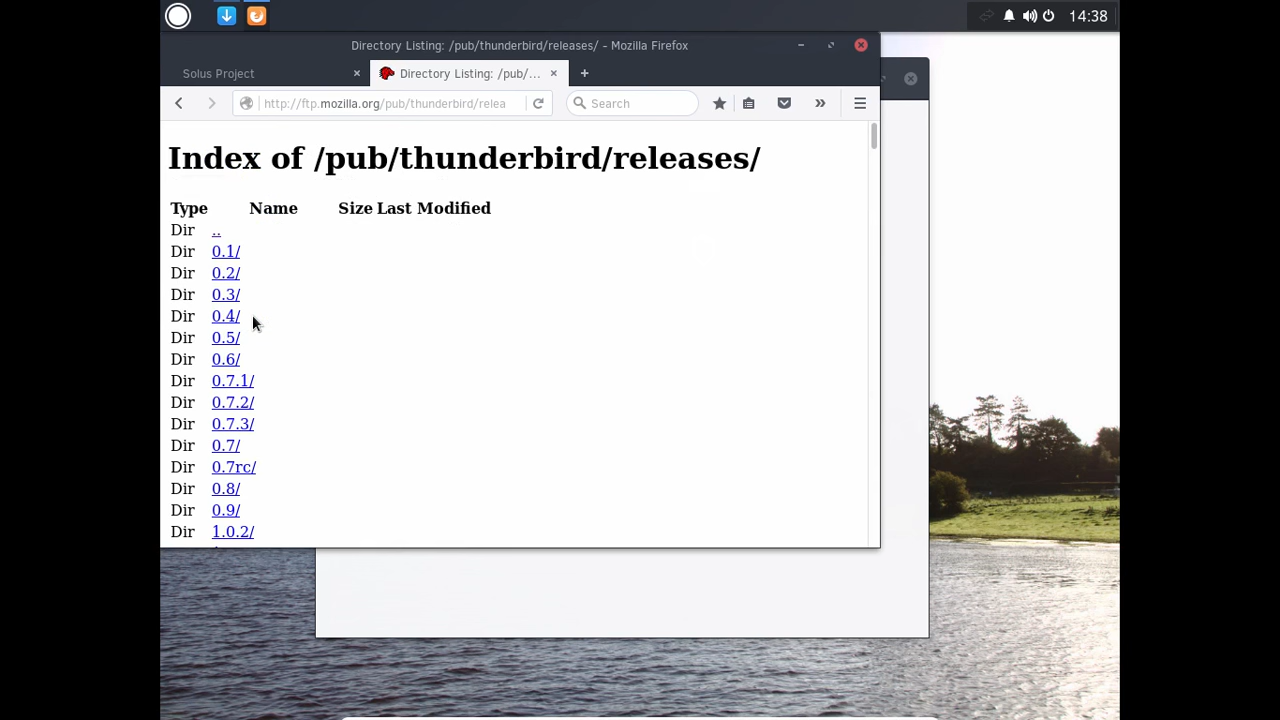 14:38
Directory Listing: /pub/thunderbird/releases/ - Mozilla Firefox
Solus Project
Directory Listing: /pub/...
http://ftp.mozilla.org/pub/thunderbird/relea
Search
Index of /pub/thunderbird/releases/
Type Name Size Last Modified
Dir ..
Dir 0.1/
Dir 0.2/
Dir 0.3/
Dir 0.4/
Dir 0.5/
Dir 0.6/
Dir 0.7.1/
Dir 0.7.2/
Dir 0.7.3/
Dir 0.7/
Dir 0.7rc/
Dir 0.8/
Dir 0.9/
Dir 1.0.2/